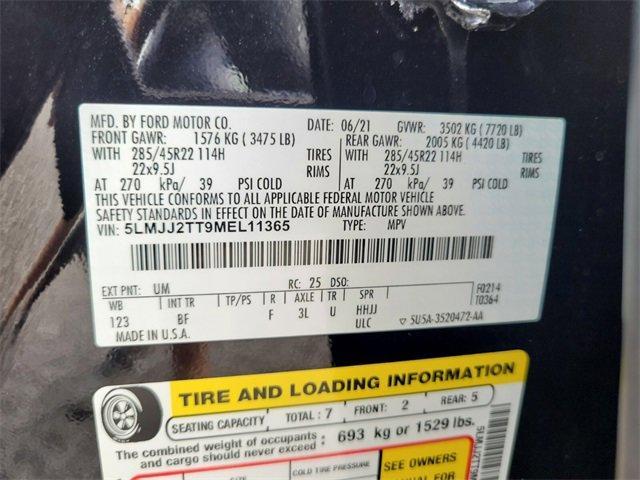 MFD. BY FORD MOTOR CO. DATE: 06/21 GVWR: 3502 KG ( 7720 LB)
FRONT GAWR: 1576 KG ( 3475 LB) REAR GAWR: 2005 KG ( 4420 LB)
WITH 285/45R22 114H TIRES WITH 285/45R22 114H TIRES
22x9.5J RIMS 22x9.5J RIMS
AT 270 kPa/ 39 PSI COLD AT 270 kPa/ 39 PSI COLD
THIS VEHICLE CONFORMS TO ALL APPLICABLE FEDERAL MOTOR VEHICLE
SAFETY STANDARDS IN EFFECT ON THE DATE OF MANUFACTURE SHOWN ABOVE.
VIN: 5LMJJ2TT9MEL11365 TYPE: MPV
EXT PNT: UM RC: 25 DSO: F0214
WB INT TR TP/PS R AXLE TR SPR T0364
123 BF F 3L U HHJJ
ULC ▽ 5U5A-3520472-AA
MADE IN U.S.A.
TIRE AND LOADING INFORMATION
SEATING CAPACITY TOTAL : 7 FRONT: 2 REAR: 5
The combined weight of occupants : 693 kg or 1529 lbs.
and cargo should never exceed
COLD TIRE PRESSURE SEE OWNERS
MANUAL FOR